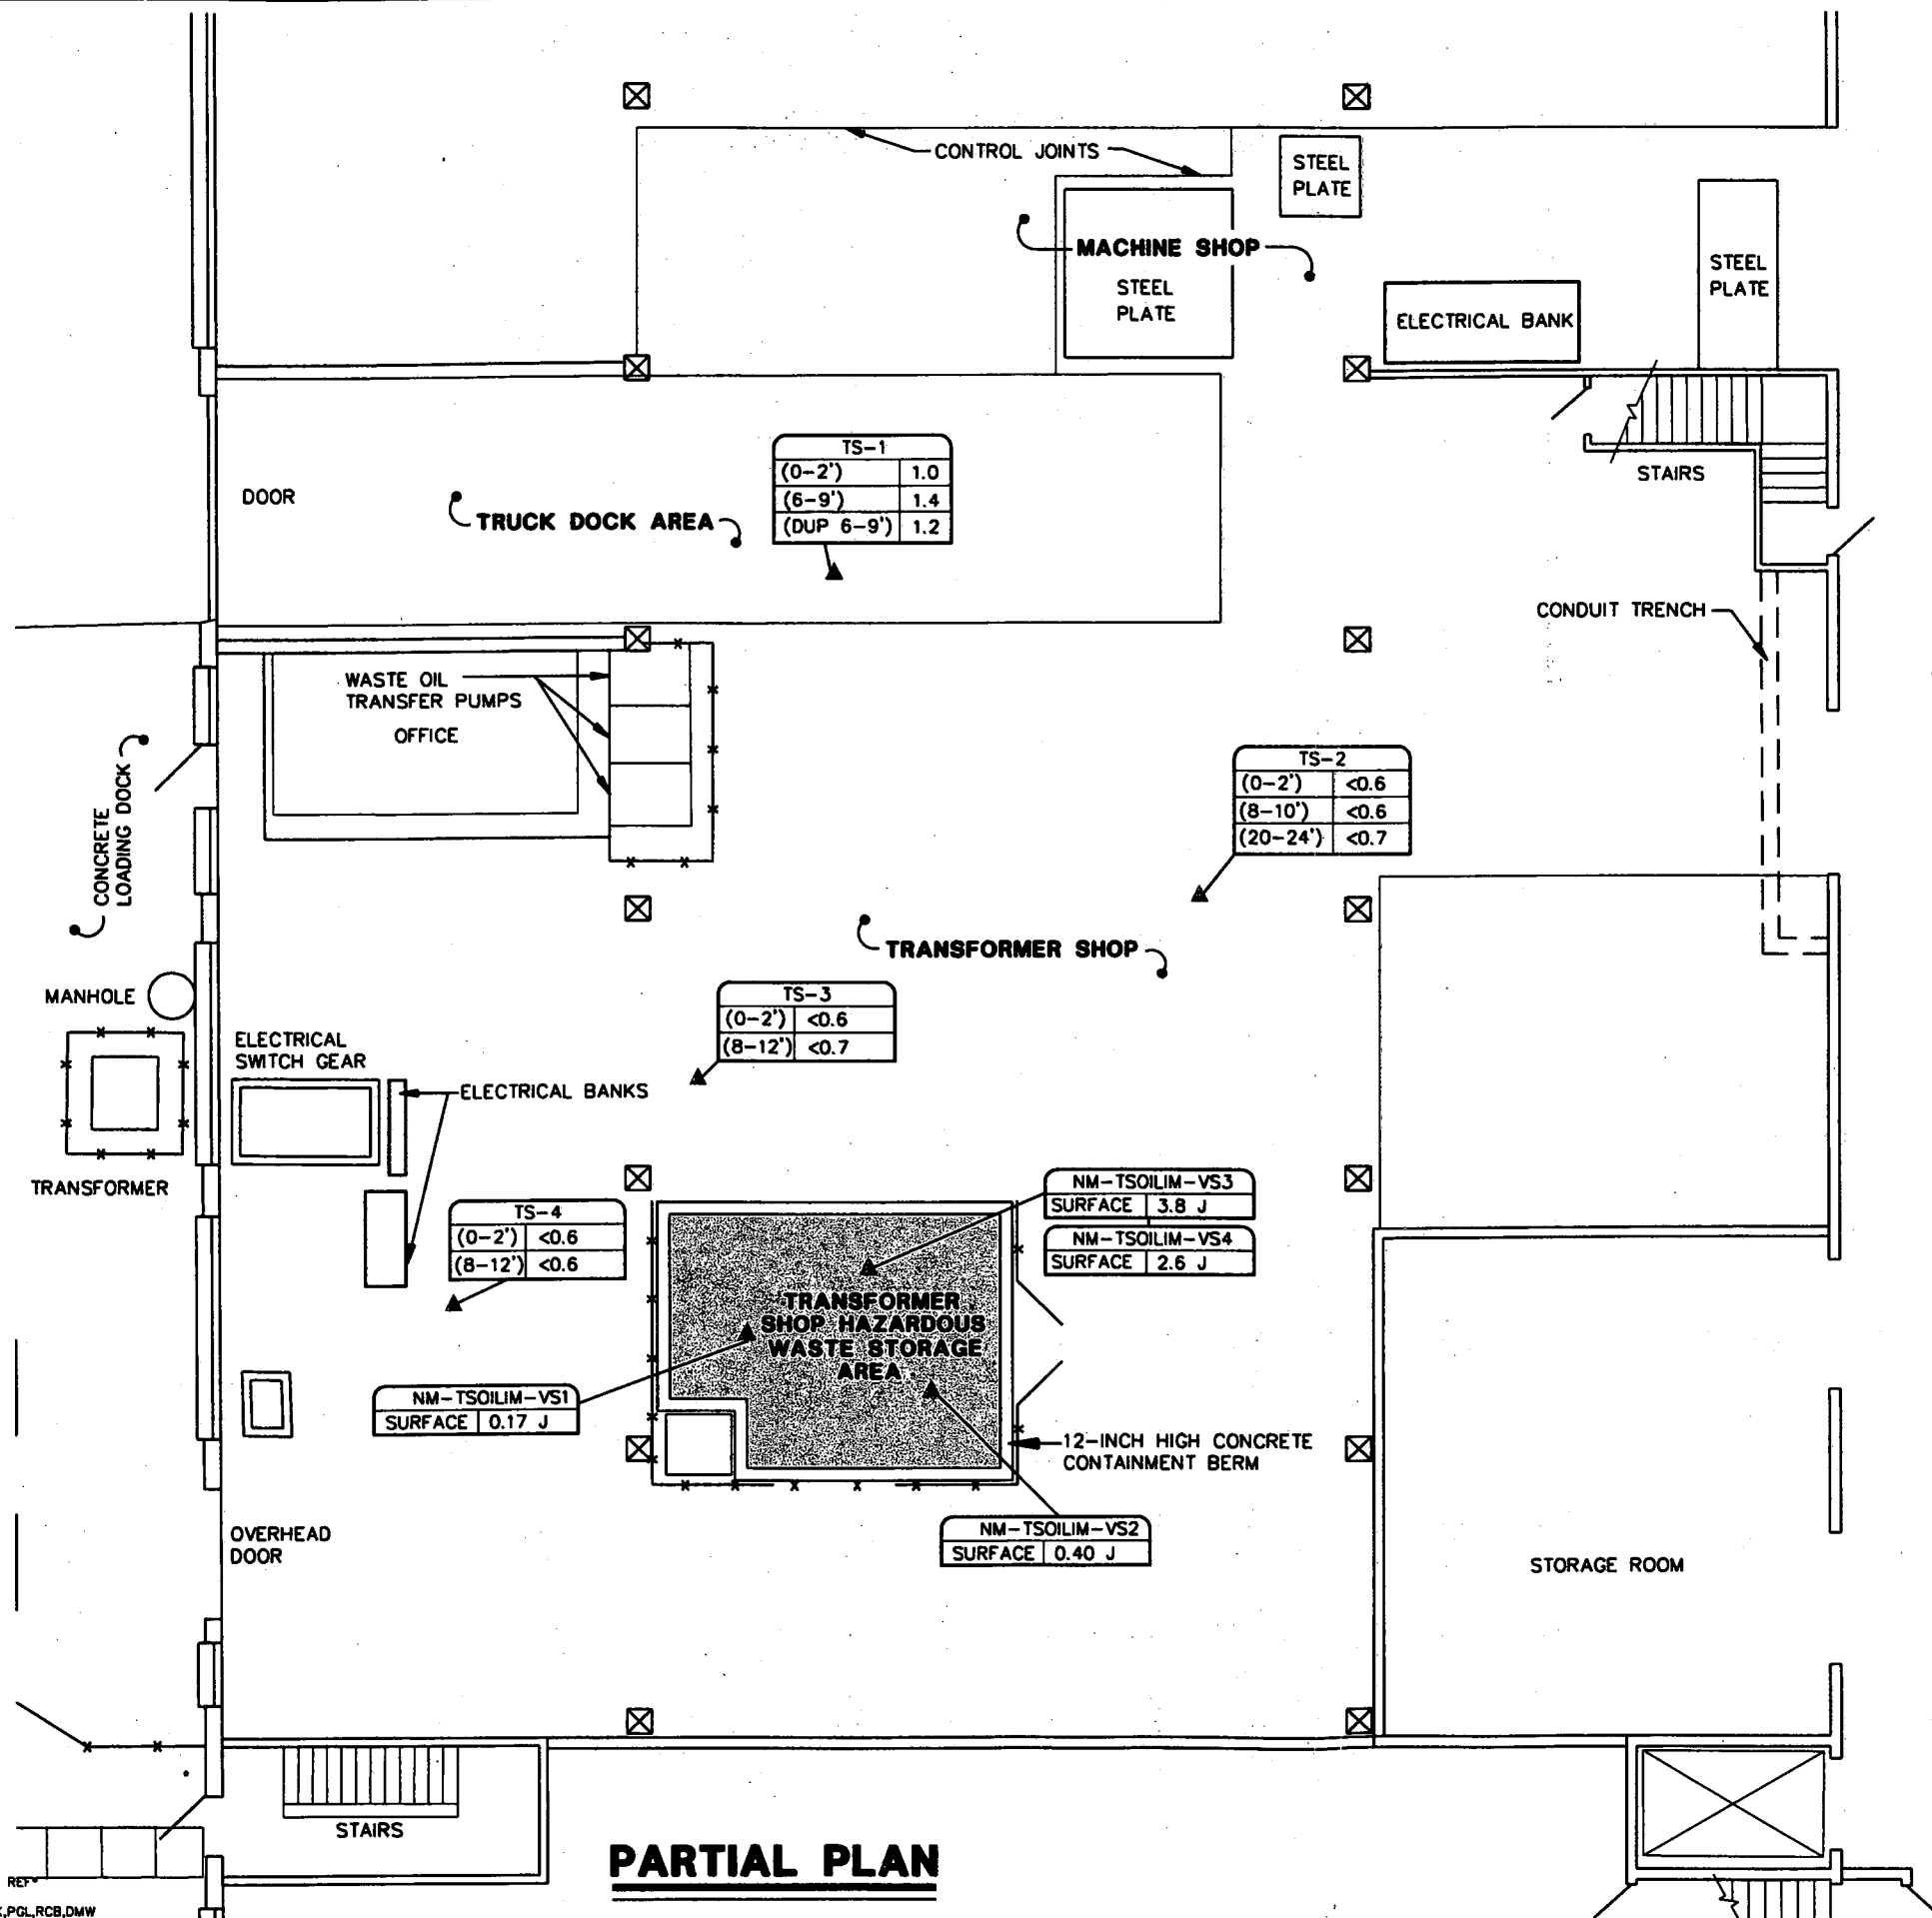 CONTROL JOINTS
STEEL
PLATE
MACHINE SHOP
STEEL
PLATE
STEEL
PLATE
ELECTRICAL BANK
TS-1
(0-2') 1.0
(6-9') 1.4
(DUP 6-9') 1.2
DOOR
TRUCK DOCK AREA
STAIRS
CONDUIT TRENCH
WASTE OIL
TRANSFER PUMPS
OFFICE
CONCRETE
LOADING DOCK
TS-2
(0-2') <0.6
(8-10') <0.6
(20-24') <0.7
TRANSFORMER SHOP
MANHOLE
TS-3
(0-2') <0.6
(8-12') <0.7
ELECTRICAL
SWITCH GEAR
ELECTRICAL BANKS
TRANSFORMER
TS-4
(0-2') <0.6
(8-12') <0.6
NM-TSOILIM-VS3
SURFACE 3.8 J
NM-TSOILIM-VS4
SURFACE 2.6 J
TRANSFORMER
SHOP HAZARDOUS
WASTE STORAGE
AREA
NM-TSOILIM-VS1
SURFACE 0.17 J
12-INCH HIGH CONCRETE
CONTAINMENT BERM
NM-TSOILIM-VS2
SURFACE 0.40 J
OVERHEAD
DOOR
STORAGE ROOM
STAIRS
PARTIAL PLAN
REF
,PGL,RCB,DMW